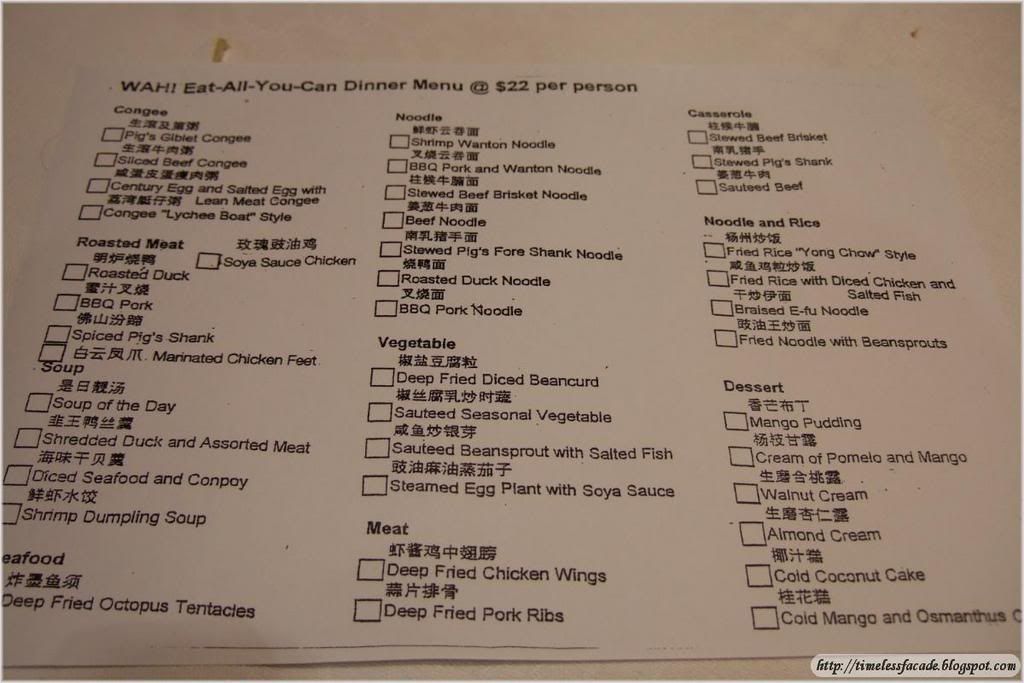 WAH! Eat-All-You-Can Dinner Menu @ $22 per person
Congee
生滚及第粥
Pig's Giblet Congee
生滚牛肉粥
Sliced Beef Congee
咸蛋皮蛋瘦肉粥
Century Egg and Salted Egg with
荔湾艇仔粥 Lean Meat Congee
Congee "Lychee Boat" Style
Roasted Meat
明炉烧鸭
Roasted Duck
玫瑰豉油鸡
Soya Sauce Chicken
蜜汁叉烧
BBQ Pork
佛山汾蹄
Spiced Pig's Shank
白云凤爪. Marinated Chicken Feet
Soup
是日靓汤
Soup of the Day
韭王鸭丝羹
Shredded Duck and Assorted Meat
海味干贝羹
Diced Seafood and Conpoy
鲜虾水饺
Shrimp Dumpling Soup
eafood
炸墨鱼须
Deep Fried Octopus Tentacles
Noodle
鲜虾云吞面
Shrimp Wanton Noodle
叉烧云吞面
BBQ Pork and Wanton Noodle
柱候牛腩面
Stewed Beef Brisket Noodle
姜葱牛肉面
Beef Noodle
南乳猪手面
Stewed Pig's Fore Shank Noodle
烧鸭面
Roasted Duck Noodle
叉烧面
BBQ Pork Noodle
Vegetable
椒盐豆腐粒
Deep Fried Diced Beancurd
椒丝腐乳炒时蔬
Sauteed Seasonal Vegetable
咸鱼炒银芽
Sauteed Beansprout with Salted Fish
豉油麻油蒸茄子
Steamed Egg Plant with Soya Sauce
Meat
虾酱鸡中翅膀
Deep Fried Chicken Wings
蒜片排骨
Deep Fried Pork Ribs
Casserole
柱候牛腩
Stewed Beef Brisket
南乳猪手
Stewed Pig's Shank
姜葱牛肉
Sauteed Beef
Noodle and Rice
杨州炒饭
Fried Rice "Yong Chow" Style
咸鱼鸡粒炒饭
Fried Rice with Diced Chicken and
干炒伊面 Salted Fish
Braised E-fu Noodle
豉油王炒面
Fried Noodle with Beansprouts
Dessert
香芒布丁
Mango Pudding
杨枝甘露
Cream of Pomelo and Mango
生磨合桃露
Walnut Cream
生磨杏仁露
Almond Cream
椰汁糕
Cold Coconut Cake
桂花糕
Cold Mango and Osmanthus C
http://timelessfacade.blogspot.com